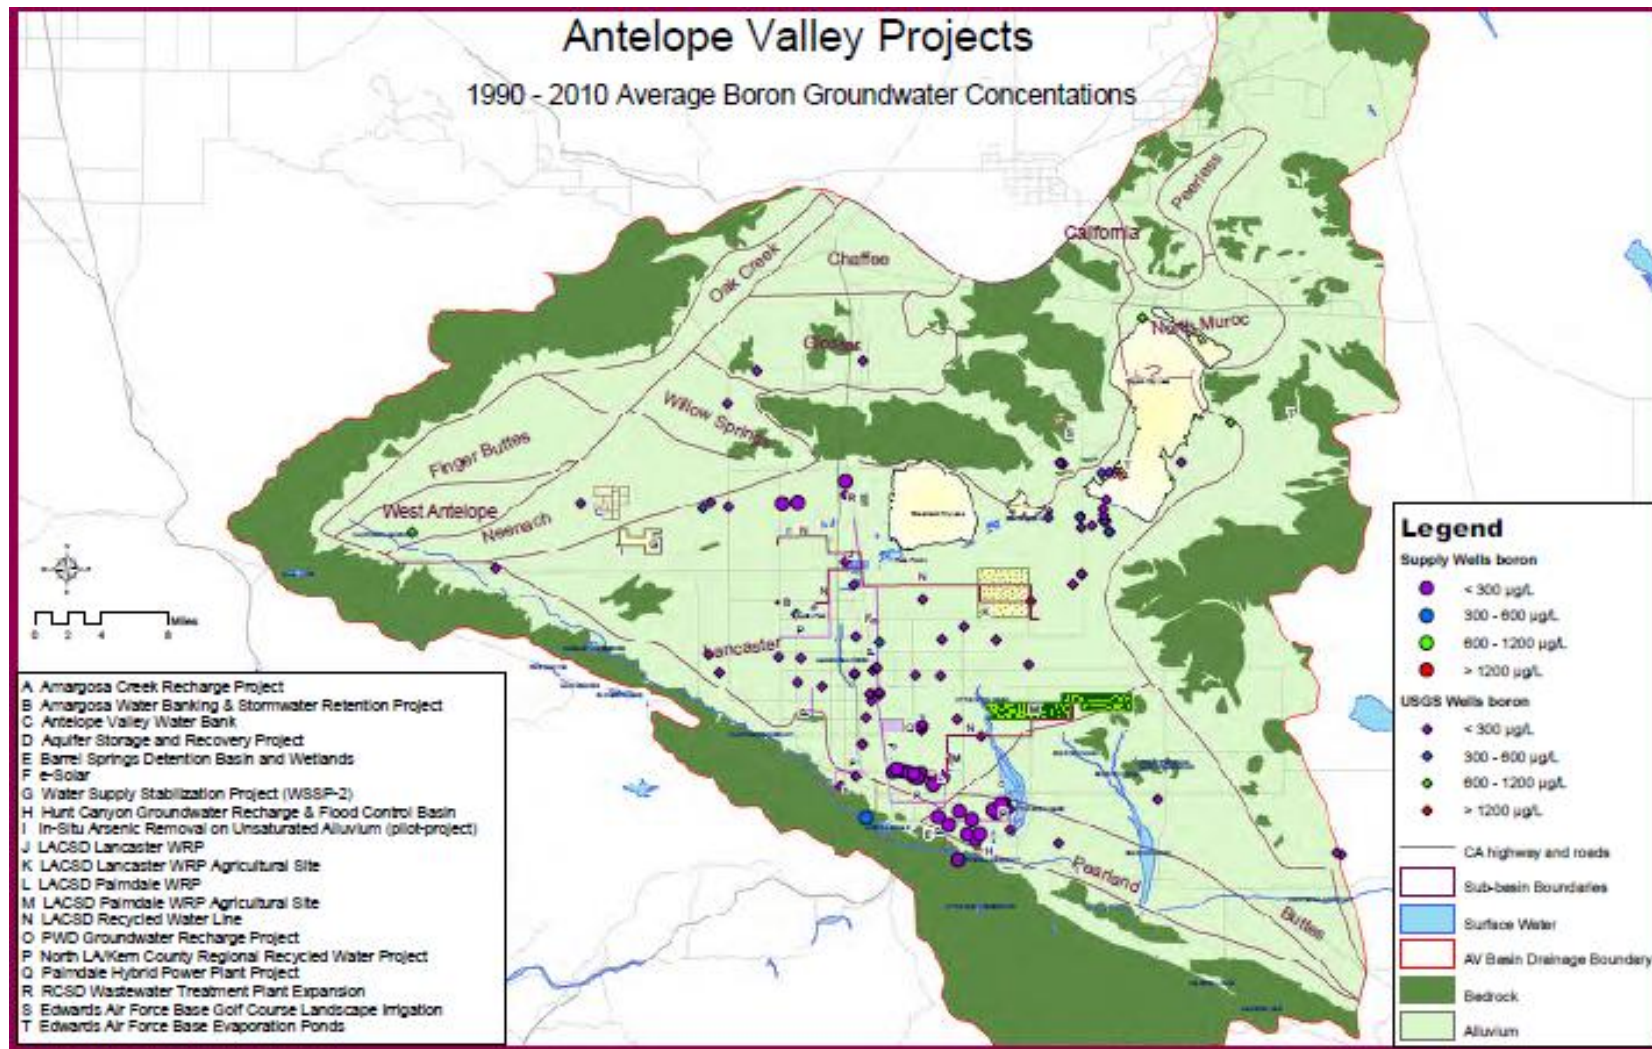 Antelope Valley Projects
1990 - 2010 Average Boron Groundwater Concentations
Peerless
California
Oak Creek
Chaffee
North Muroc
Gloster
Willow Springs
Finger Buttes
West Antelope
Neenach
Lancaster
Pearland
Buttes
0 2 4 8 Miles
A Amargosa Creek Recharge Project
B Amargosa Water Banking & Stormwater Retention Project
C Antelope Valley Water Bank
D Aquifer Storage and Recovery Project
E Barrel Springs Detention Basin and Wetlands
F e-Solar
G Water Supply Stabilization Project (WSSP-2)
H Hunt Canyon Groundwater Recharge & Flood Control Basin
I In-Situ Arsenic Removal on Unsaturated Alluvium (pilot-project)
J LACSD Lancaster WRP
K LACSD Lancaster WRP Agricultural Site
L LACSD Palmdale WRP
M LACSD Palmdale WRP Agricultural Site
N LACSD Recycled Water Line
O PWD Groundwater Recharge Project
P North LA/Kern County Regional Recycled Water Project
Q Palmdale Hybrid Power Plant Project
R RCSD Wastewater Treatment Plant Expansion
S Edwards Air Force Base Golf Course Landscape Irrigation
T Edwards Air Force Base Evaporation Ponds
Legend
Supply Wells boron
< 300 µg/L
300 - 600 µg/L
600 - 1200 µg/L
> 1200 µg/L
USGS Wells boron
< 300 µg/L
300 - 600 µg/L
600 - 1200 µg/L
> 1200 µg/L
CA highway and roads
Sub-basin Boundaries
Surface Water
AV Basin Drainage Boundary
Bedrock
Alluvium